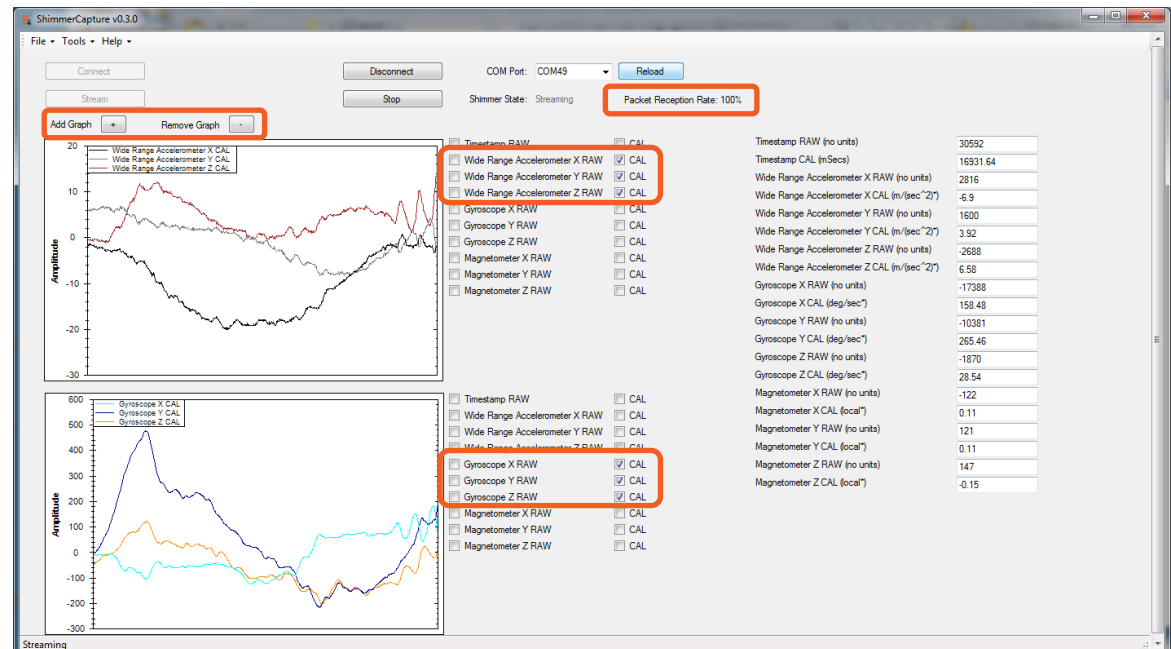 ShimmerCapture v0.3.0
File Tools Help
Connect Disconnect COM Port: COM49 Reload
Stream Stop Shimmer State: Streaming Packet Reception Rate: 100%
Add Graph + Remove Graph -
20
10
0
-10
-20
-30
Amplitude
Wide Range Accelerometer X CAL
Wide Range Accelerometer Y CAL
Wide Range Accelerometer Z CAL
Timestamp RAW CAL
Wide Range Accelerometer X RAW CAL
Wide Range Accelerometer Y RAW CAL
Wide Range Accelerometer Z RAW CAL
Gyroscope X RAW CAL
Gyroscope Y RAW CAL
Gyroscope Z RAW CAL
Magnetometer X RAW CAL
Magnetometer Y RAW CAL
Magnetometer Z RAW CAL
600
500
400
300
200
100
0
-100
-200
-300
Amplitude
Gyroscope X CAL
Gyroscope Y CAL
Gyroscope Z CAL
Timestamp RAW CAL
Wide Range Accelerometer X RAW CAL
Wide Range Accelerometer Y RAW CAL
Wide Range Accelerometer Z RAW CAL
Gyroscope X RAW CAL
Gyroscope Y RAW CAL
Gyroscope Z RAW CAL
Magnetometer X RAW CAL
Magnetometer Y RAW CAL
Magnetometer Z RAW CAL
Timestamp RAW (no units) 30592
Timestamp CAL (mSecs) 16931.64
Wide Range Accelerometer X RAW (no units) 2816
Wide Range Accelerometer X CAL (m/(sec^2)*) -6.9
Wide Range Accelerometer Y RAW (no units) 1600
Wide Range Accelerometer Y CAL (m/(sec^2)*) 3.92
Wide Range Accelerometer Z RAW (no units) -2688
Wide Range Accelerometer Z CAL (m/(sec^2)*) 6.58
Gyroscope X RAW (no units) -17388
Gyroscope X CAL (deg/sec*) 158.48
Gyroscope Y RAW (no units) -10381
Gyroscope Y CAL (deg/sec*) 265.46
Gyroscope Z RAW (no units) -1870
Gyroscope Z CAL (deg/sec*) 28.54
Magnetometer X RAW (no units) -122
Magnetometer X CAL (local*) 0.11
Magnetometer Y RAW (no units) 121
Magnetometer Y CAL (local*) 0.11
Magnetometer Z RAW (no units) 147
Magnetometer Z CAL (local*) -0.15
Streaming